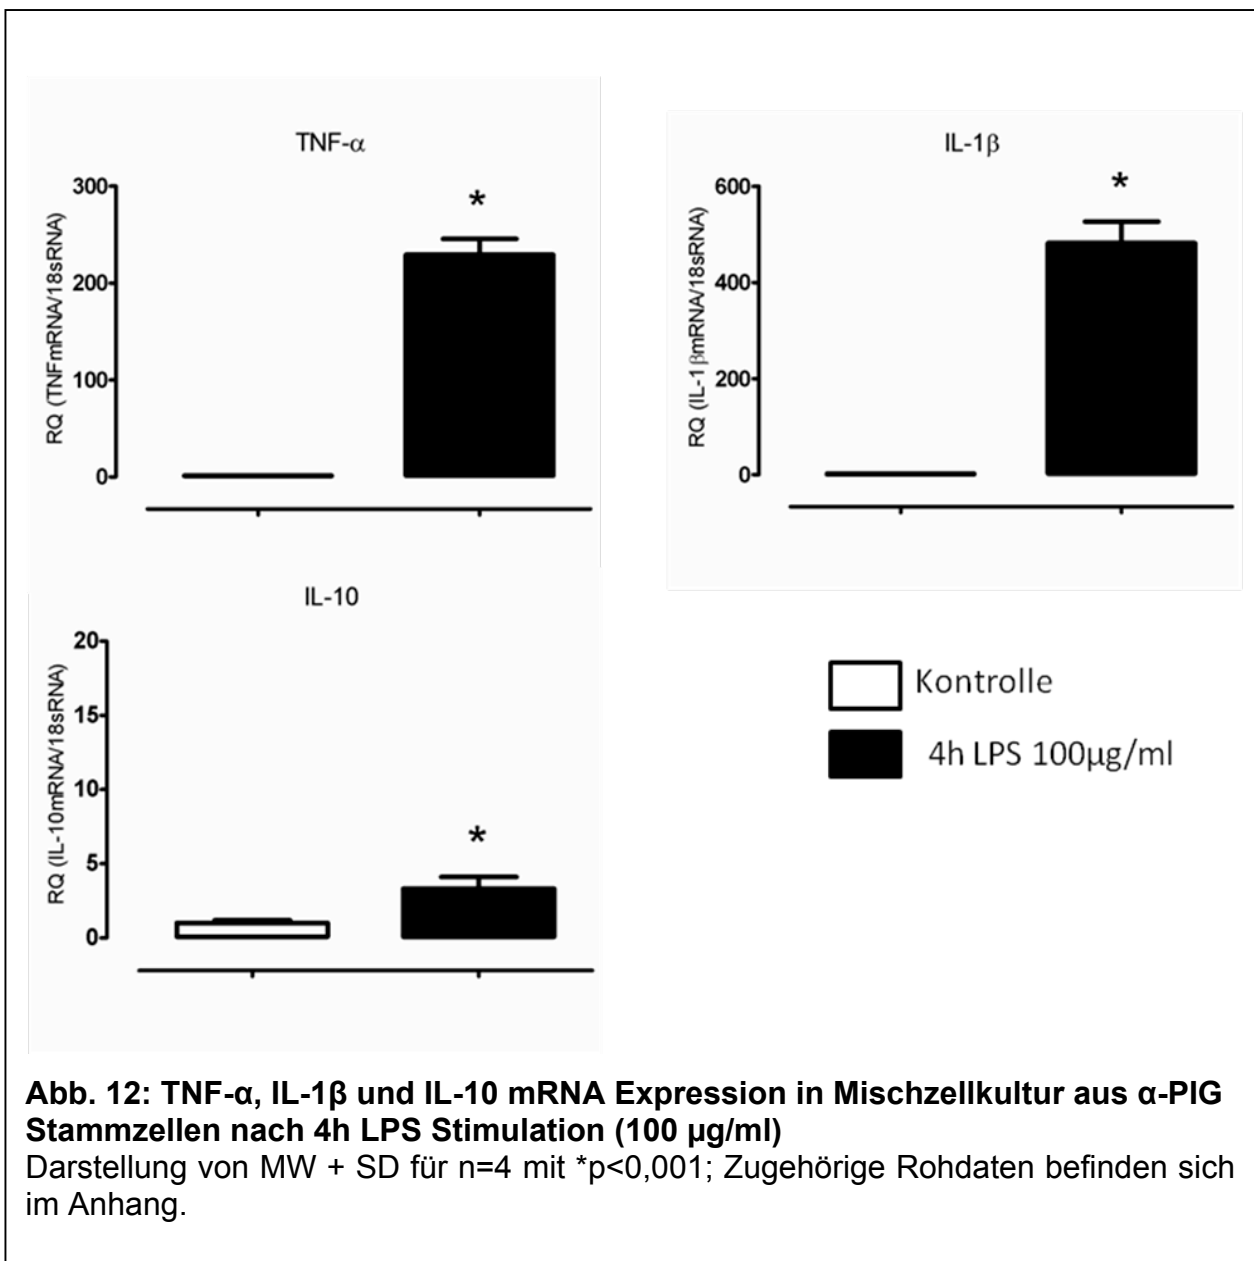 TNF-α
300
200
100
0
RQ (TNFmRNA/18sRNA)
*
IL-1β
600
400
200
0
RQ (IL-1βmRNA/18sRNA)
*
IL-10
20
15
10
5
0
RQ (IL-10mRNA/18sRNA)
*
Kontrolle
4h LPS 100µg/ml
Abb. 12: TNF-α, IL-1β und IL-10 mRNA Expression in Mischzellkultur aus α-PIG
Stammzellen nach 4h LPS Stimulation (100 µg/ml)
Darstellung von MW + SD für n=4 mit *p<0,001; Zugehörige Rohdaten befinden sich
im Anhang.